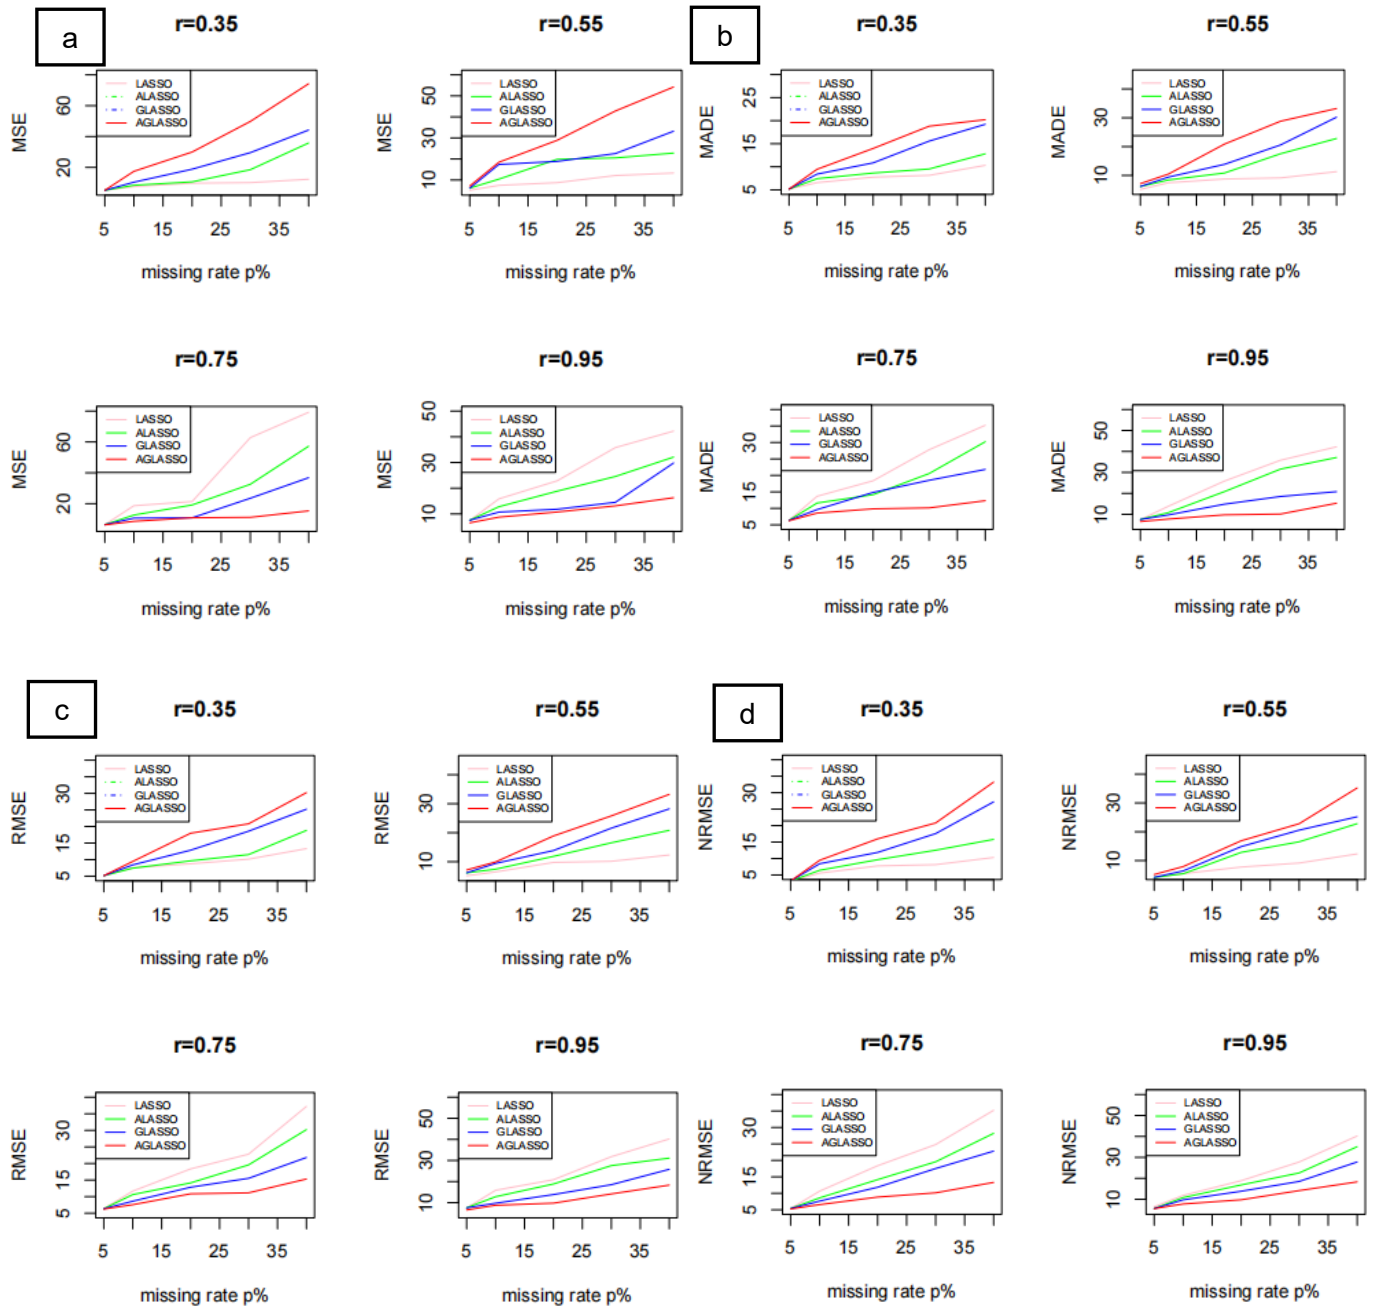 a
r=0.35
MSE
60
20
LASSO
ALASSO
GLASSO
AGLASSO
5 15 25 35
missing rate p%
r=0.55
MSE
50
30
10
LASSO
ALASSO
GLASSO
AGLASSO
5 15 25 35
missing rate p%
r=0.75
MSE
60
20
LASSO
ALASSO
GLASSO
AGLASSO
5 15 25 35
missing rate p%
r=0.95
MSE
50
30
10
LASSO
ALASSO
GLASSO
AGLASSO
5 15 25 35
missing rate p%
b
r=0.35
MADE
25
15
5
LASSO
ALASSO
GLASSO
AGLASSO
5 15 25 35
missing rate p%
r=0.55
MADE
30
10
LASSO
ALASSO
GLASSO
AGLASSO
5 15 25 35
missing rate p%
r=0.75
MADE
30
15
5
LASSO
ALASSO
GLASSO
AGLASSO
5 15 25 35
missing rate p%
r=0.95
MADE
50
30
10
LASSO
ALASSO
GLASSO
AGLASSO
5 15 25 35
missing rate p%
c
r=0.35
RMSE
30
15
5
LASSO
ALASSO
GLASSO
AGLASSO
5 15 25 35
missing rate p%
r=0.55
RMSE
30
10
LASSO
ALASSO
GLASSO
AGLASSO
5 15 25 35
missing rate p%
r=0.75
RMSE
30
15
5
LASSO
ALASSO
GLASSO
AGLASSO
5 15 25 35
missing rate p%
r=0.95
RMSE
50
30
10
LASSO
ALASSO
GLASSO
AGLASSO
5 15 25 35
missing rate p%
d
r=0.35
NRMSE
30
15
5
LASSO
ALASSO
GLASSO
AGLASSO
5 15 25 35
missing rate p%
r=0.55
NRMSE
30
10
LASSO
ALASSO
GLASSO
AGLASSO
5 15 25 35
missing rate p%
r=0.75
NRMSE
30
15
5
LASSO
ALASSO
GLASSO
AGLASSO
5 15 25 35
missing rate p%
r=0.95
NRMSE
50
30
10
LASSO
ALASSO
GLASSO
AGLASSO
5 15 25 35
missing rate p%